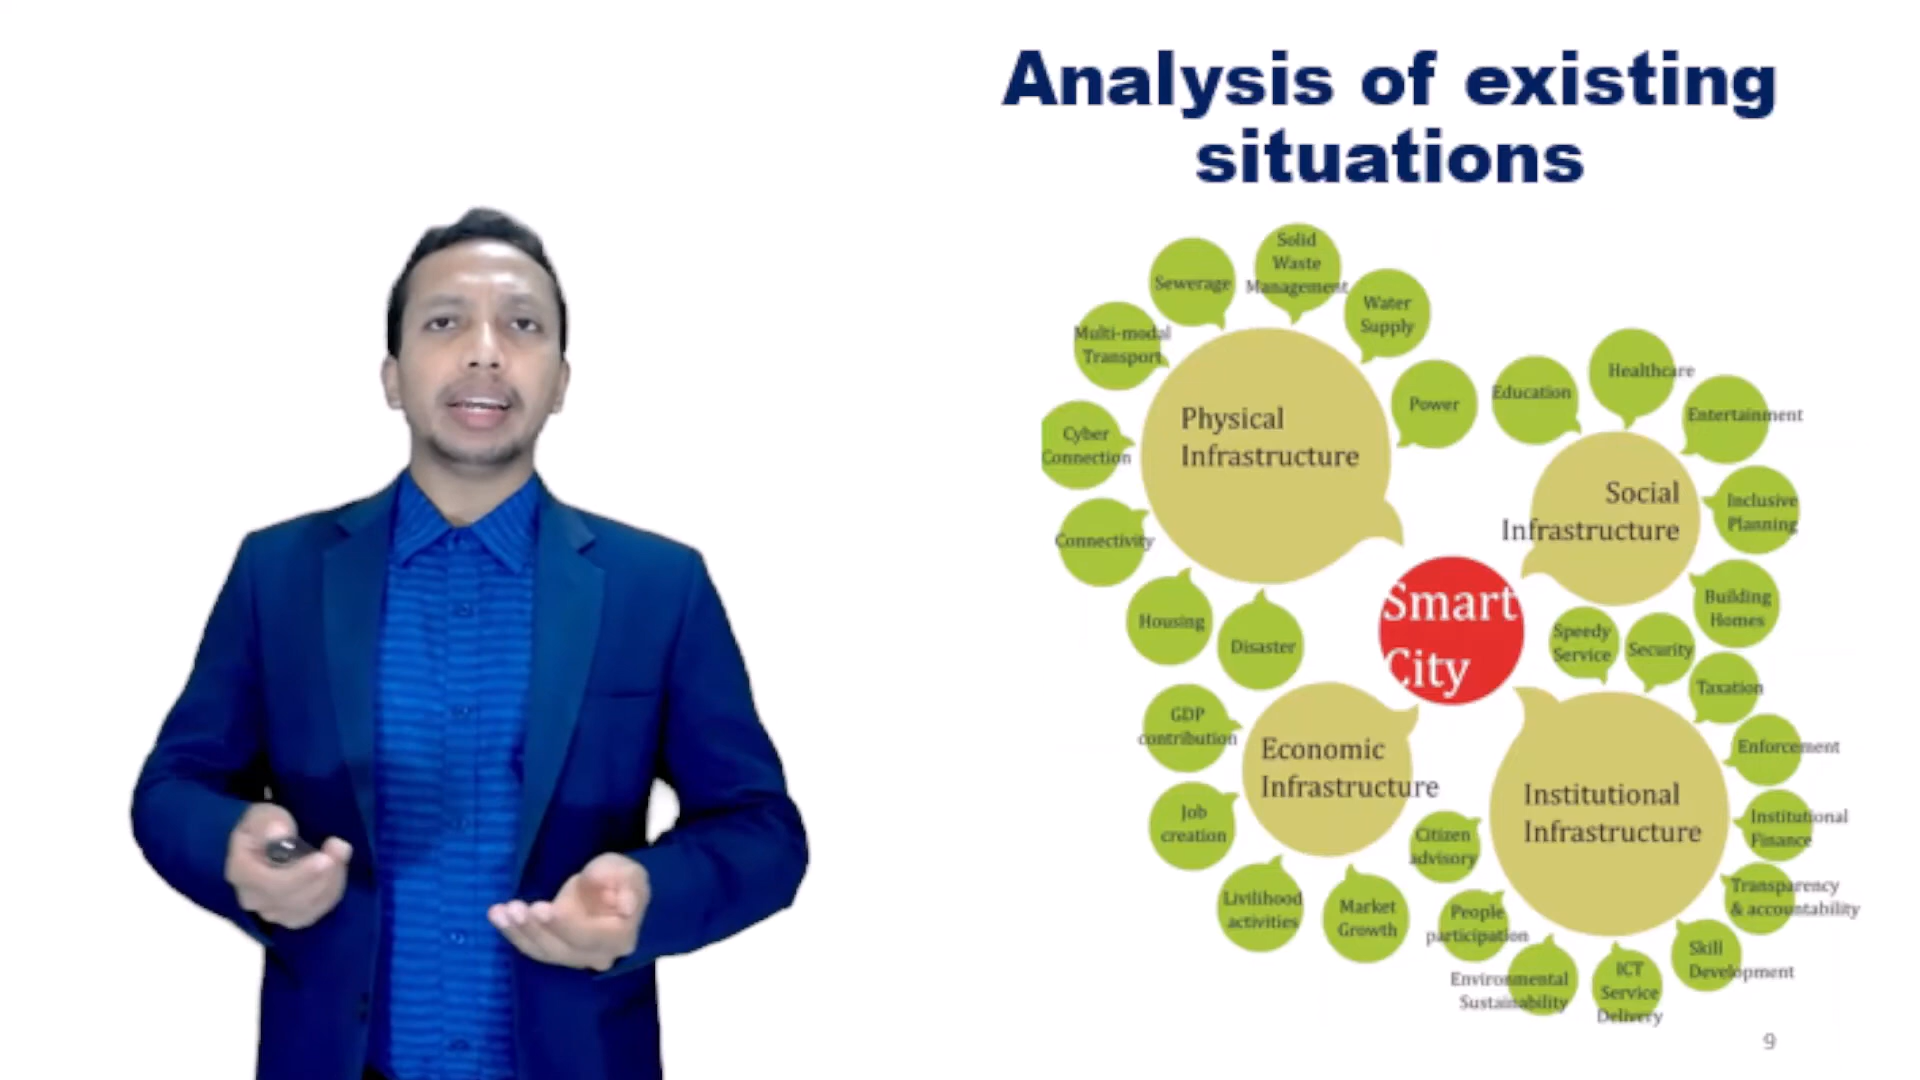 Analysis of existing
situations
Solid
Waste
Management
Sewerage
Water
Supply
Multi-modal
Transport
Power
Cyber
Connection
Connectivity
Housing
Disaster
Physical
Infrastructure
Education
Healthcare
Entertainment
Inclusive
Planning
Building
Homes
Social
Infrastructure
Smart
City
Speedy
Service
Security
Taxation
Enforcement
Institutional
Finance
Transparency
& accountability
Skill
Development
ICT
Service
Delivery
Environmental
Sustainability
People
participation
Citizen
advisory
Institutional
Infrastructure
GDP
contribution
Job
creation
Livilihood
activities
Market
Growth
Economic
Infrastructure
9